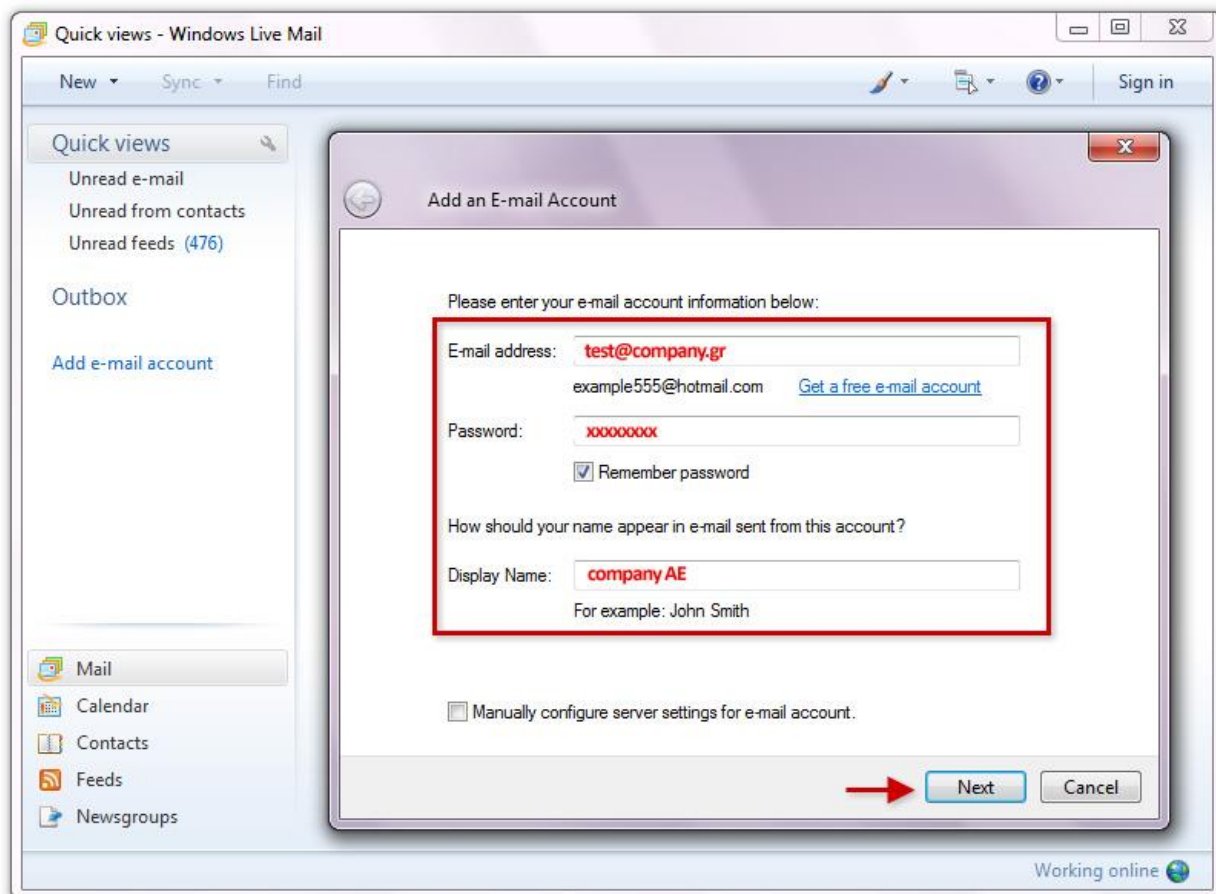 Quick views - Windows Live Mail
New Sync Find Sign in
Quick views
Unread e-mail
Unread from contacts
Unread feeds (476)
Outbox
Add e-mail account
Mail
Calendar
Contacts
Feeds
Newsgroups
Add an E-mail Account
Please enter your e-mail account information below:
E-mail address: test@company.gr
example555@hotmail.com Get a free e-mail account
Password: xxxxxxxx
Remember password
How should your name appear in e-mail sent from this account?
Display Name: company AE
For example: John Smith
Manually configure server settings for e-mail account.
Next Cancel
Working online